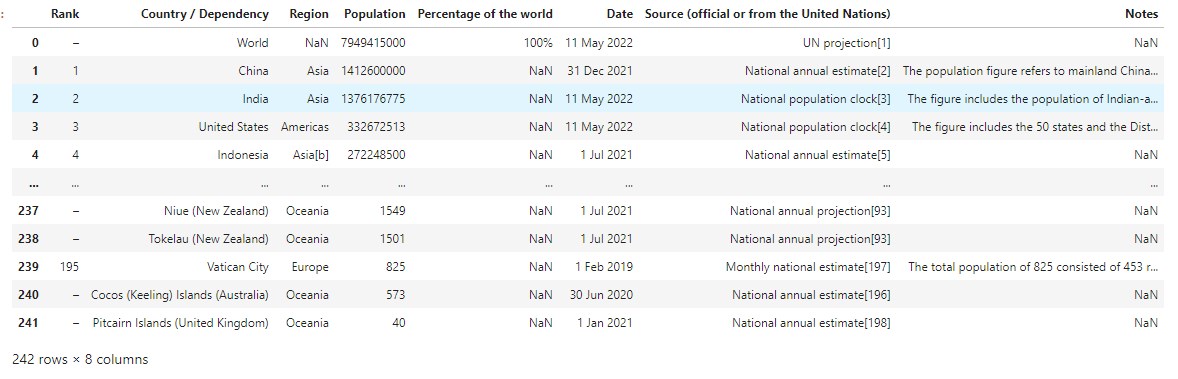 :
Rank Country / Dependency Region Population Percentage of the world Date Source (official or from the United Nations) Notes
0 – World NaN 7949415000 100% 11 May 2022 UN projection[1] NaN
1 1 China Asia 1412600000 NaN 31 Dec 2021 National annual estimate[2] The population figure refers to mainland China...
2 2 India Asia 1376176775 NaN 11 May 2022 National population clock[3] The figure includes the population of Indian-a...
3 3 United States Americas 332672513 NaN 11 May 2022 National population clock[4] The figure includes the 50 states and the Dist...
4 4 Indonesia Asia[b] 272248500 NaN 1 Jul 2021 National annual estimate[5] NaN
... ... ... ... ... ... ... ... ...
237 – Niue (New Zealand) Oceania 1549 NaN 1 Jul 2021 National annual projection[93] NaN
238 – Tokelau (New Zealand) Oceania 1501 NaN 1 Jul 2021 National annual projection[93] NaN
239 195 Vatican City Europe 825 NaN 1 Feb 2019 Monthly national estimate[197] The total population of 825 consisted of 453 r...
240 – Cocos (Keeling) Islands (Australia) Oceania 573 NaN 30 Jun 2020 National annual estimate[196] NaN
241 – Pitcairn Islands (United Kingdom) Oceania 40 NaN 1 Jan 2021 National annual estimate[198] NaN
242 rows × 8 columns